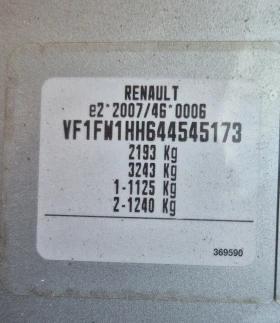 RENAULT
e2*2007/46*0006
VF1FW1HH644545173
2193 Kg
3243 Kg
1-1125 Kg
2-1240 Kg
369590